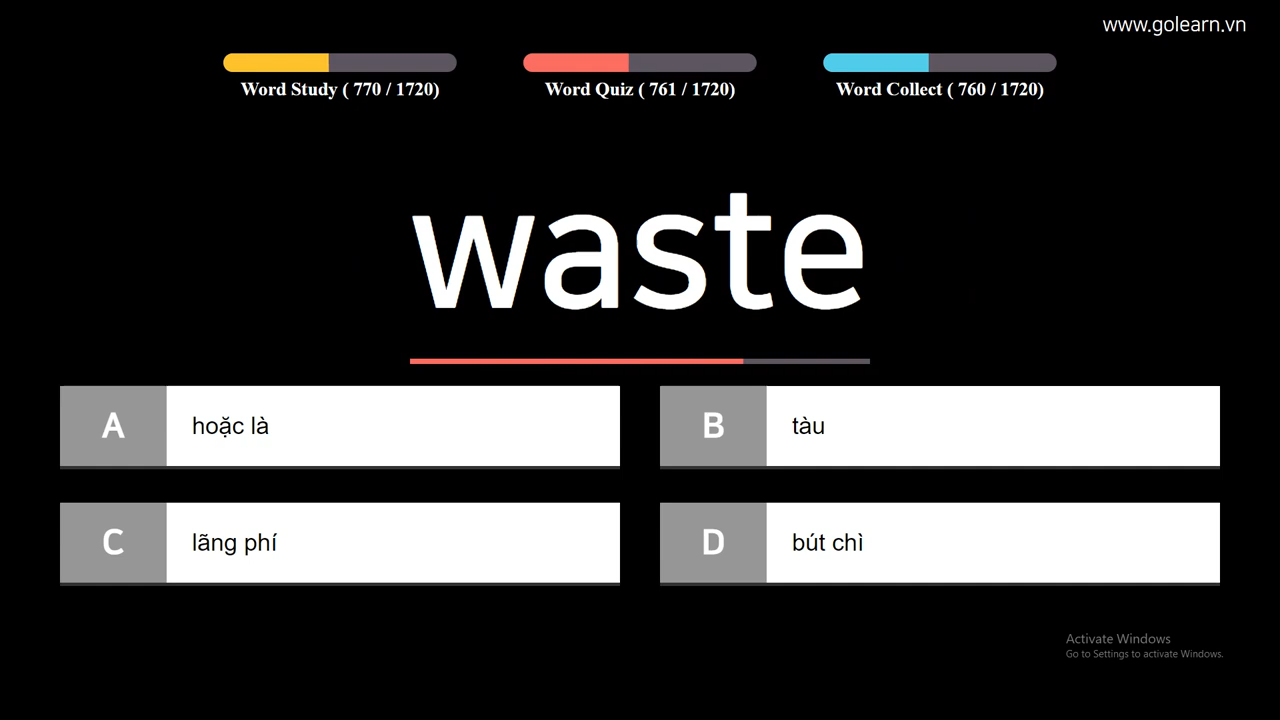 www.golearn.vn
Word Study ( 770 / 1720)
Word Quiz ( 761 / 1720)
Word Collect ( 760 / 1720)
waste
A hoặc là
B tàu
C lãng phí
D bút chì
Activate Windows
Go to Settings to activate Windows.